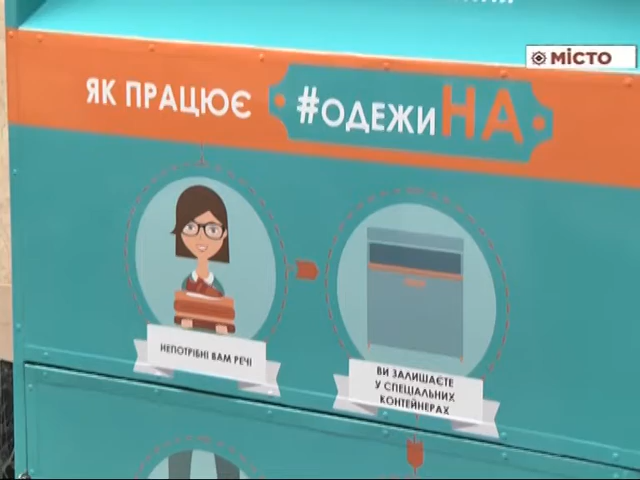 МІСТО
ЯК ПРАЦЮЄ #ОДЕЖИНА
НЕПОТРІБНІ ВАМ РЕЧІ
ВИ ЗАЛИШАЄТЕ
У СПЕЦІАЛЬНИХ
КОНТЕЙНЕРАХ